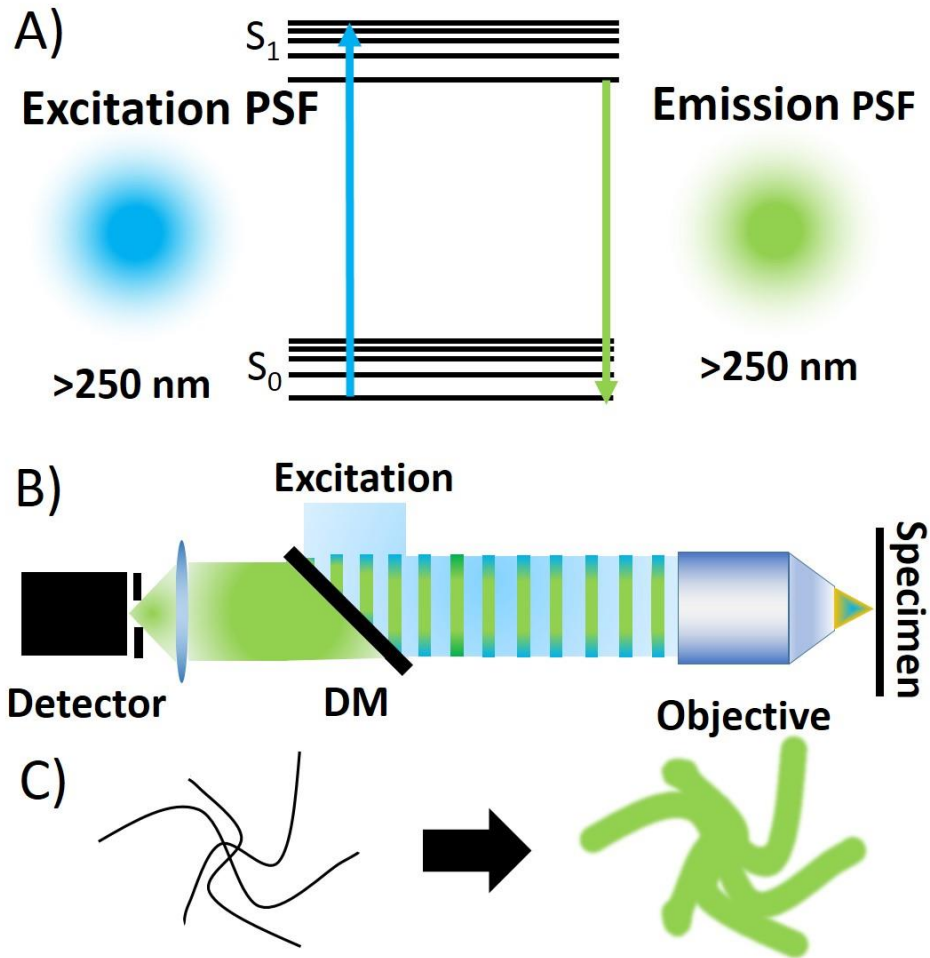 A)
S1
Excitation PSF
Emission PSF
>250 nm
S0
>250 nm
B)
Excitation
Specimen
Detector
DM
Objective
C)